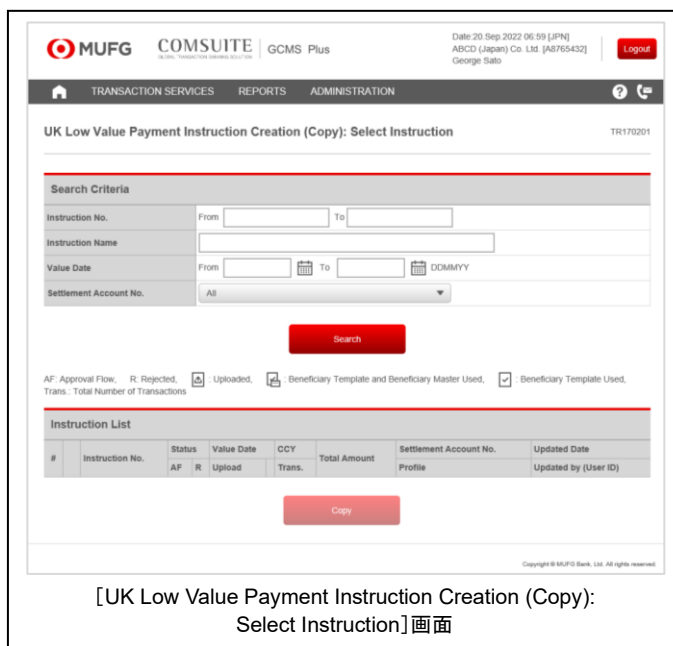 MUFG COMSUITE GCMS Plus
GLOBAL TRANSACTION BANKING SOLUTION
Date:20.Sep.2022 06:59 [JPN]
ABCD (Japan) Co. Ltd. [A8765432]
George Sato
Logout
TRANSACTION SERVICES REPORTS ADMINISTRATION
UK Low Value Payment Instruction Creation (Copy): Select Instruction TR170201
Search Criteria
Instruction No. From To
Instruction Name
Value Date From To DDMMYY
Settlement Account No. All
Search
AF: Approval Flow, R: Rejected, : Uploaded, : Beneficiary Template and Beneficiary Master Used, : Beneficiary Template Used,
Trans.: Total Number of Transactions
Instruction List
# Instruction No. Status Value Date CCY Total Amount Settlement Account No. Updated Date
AF R Upload Trans. Profile Updated by (User ID)
Copy
Copyright © MUFG Bank, Ltd. All rights reserved.
[UK Low Value Payment Instruction Creation (Copy):
Select Instruction]画面